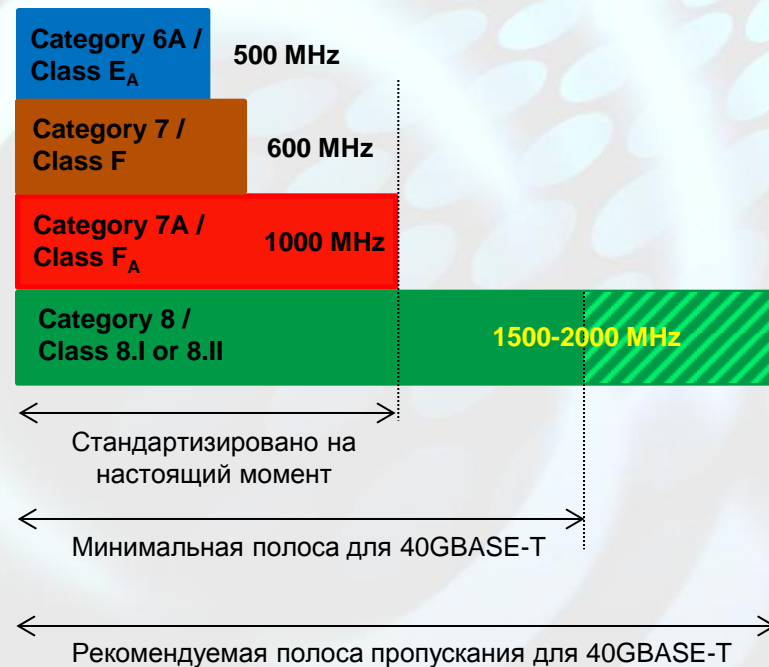 Category 6A /
Class EA
500 MHz
Category 7 /
Class F
600 MHz
Category 7A /
Class FA
1000 MHz
Category 8 /
Class 8.I or 8.II
1500-2000 MHz
Стандартизировано на
настоящий момент
Минимальная полоса для 40GBASE-T
Рекомендуемая полоса пропускания для 40GBASE-T